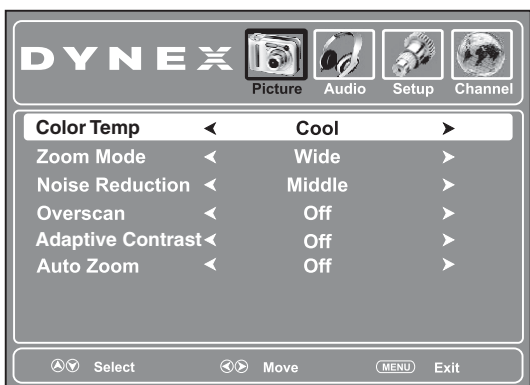 DYNEX
Picture Audio Setup Channel
Color Temp Cool
Zoom Mode Wide
Noise Reduction Middle
Overscan Off
Adaptive Contrast Off
Auto Zoom Off
Select Move MENU Exit